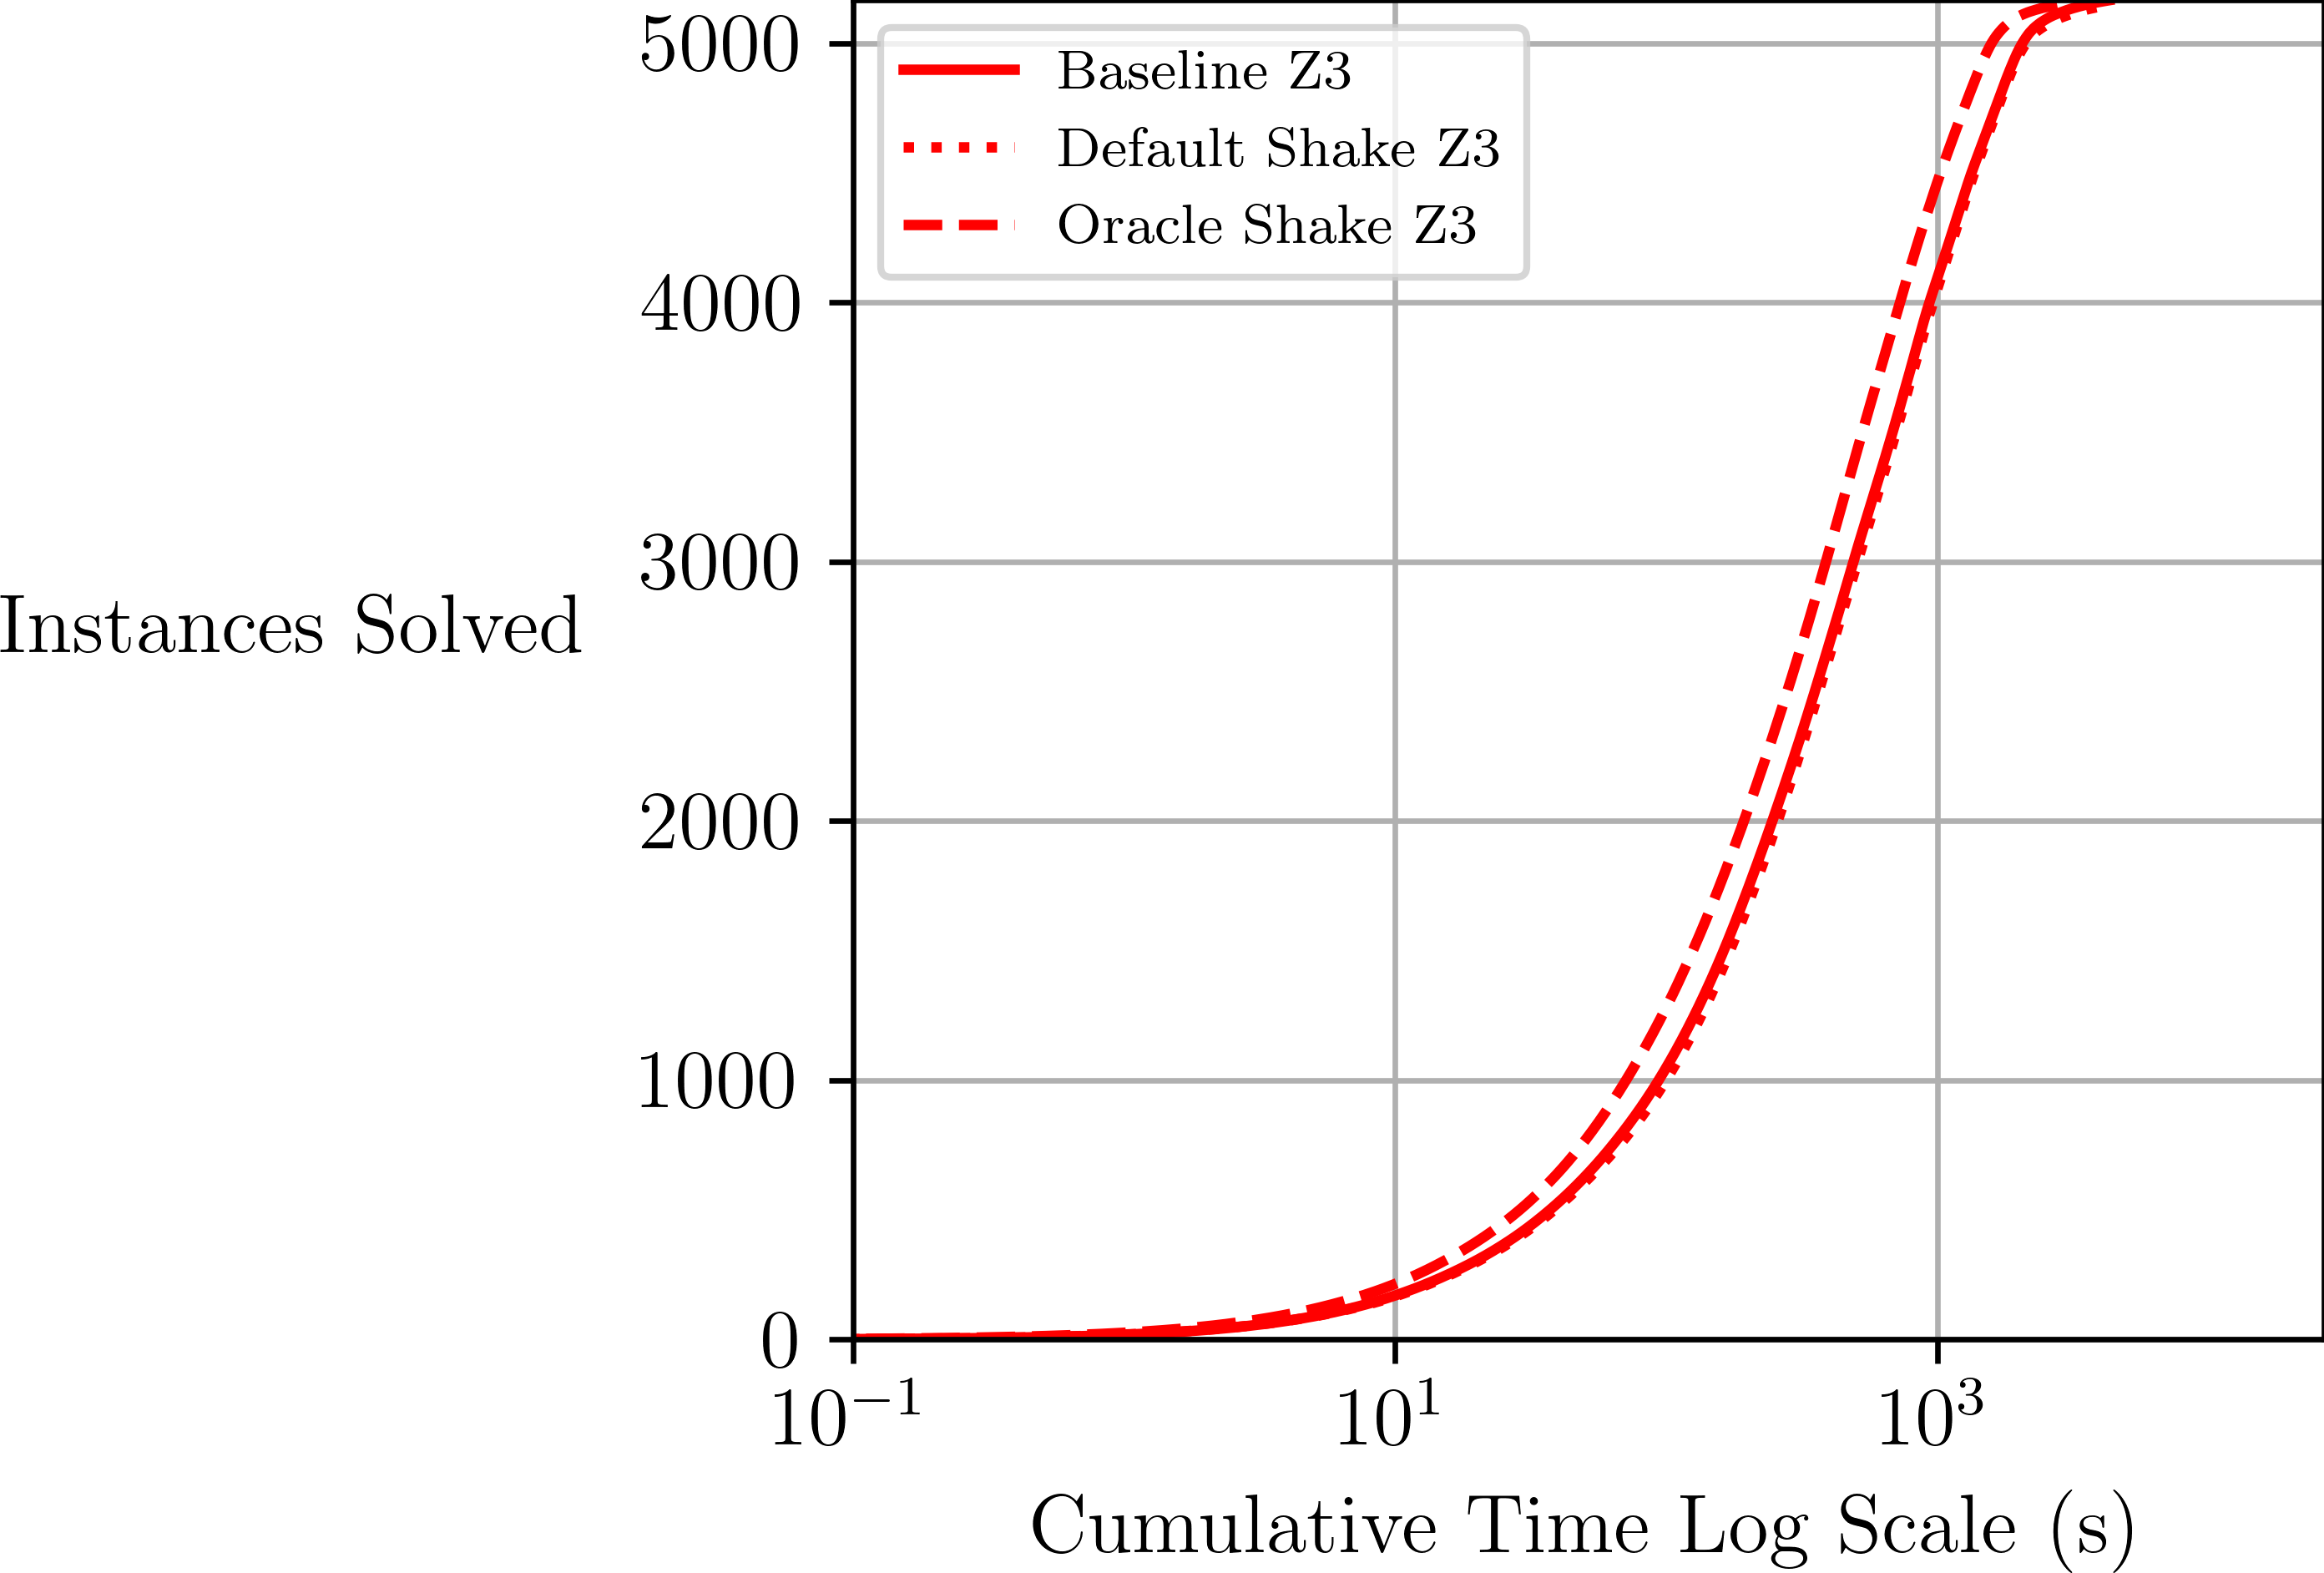 Baseline Z3
Default Shake Z3
Oracle Shake Z3
5000
4000
3000
2000
1000
0
Instances Solved
10⁻¹
10¹
10³
Cumulative Time Log Scale (s)